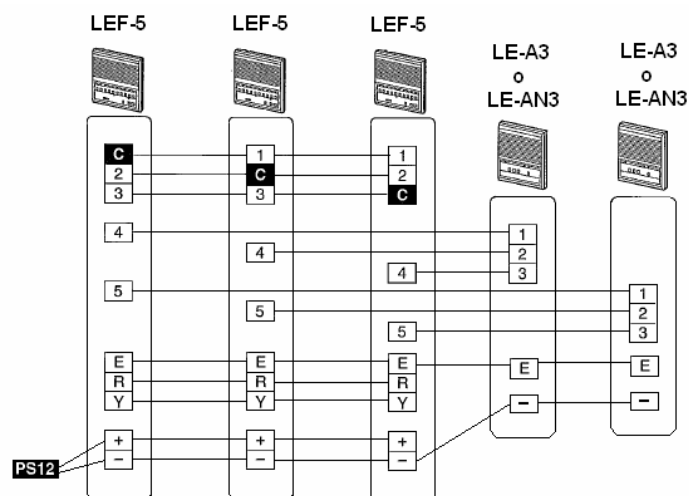 LEF-5 LEF-5 LEF-5
LE-A3 LE-A3
o o
LE-AN3 LE-AN3
C 1 1
2 C 2
3 3 C
4 1
4 2
4 3
5 1
5 2
5 3
E E E E E
R R R
Y Y Y
- -
+ + +
PS12 - - -